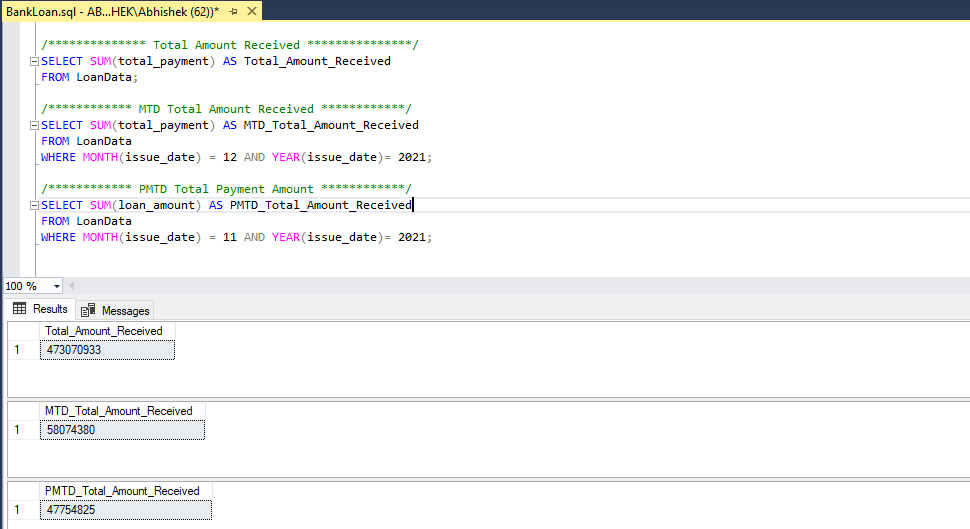 BankLoan.sql - AB...HEK\Abhishek (62))*
/************** Total Amount Received ***************/
SELECT SUM(total_payment) AS Total_Amount_Received
FROM LoanData;
/************ MTD Total Amount Received ************/
SELECT SUM(total_payment) AS MTD_Total_Amount_Received
FROM LoanData
WHERE MONTH(issue_date) = 12 AND YEAR(issue_date)= 2021;
/************ PMTD Total Payment Amount ************/
SELECT SUM(loan_amount) AS PMTD_Total_Amount_Received
FROM LoanData
WHERE MONTH(issue_date) = 11 AND YEAR(issue_date)= 2021;
100 %
Results Messages
Total_Amount_Received
1 473070933
MTD_Total_Amount_Received
1 58074380
PMTD_Total_Amount_Received
1 47754825